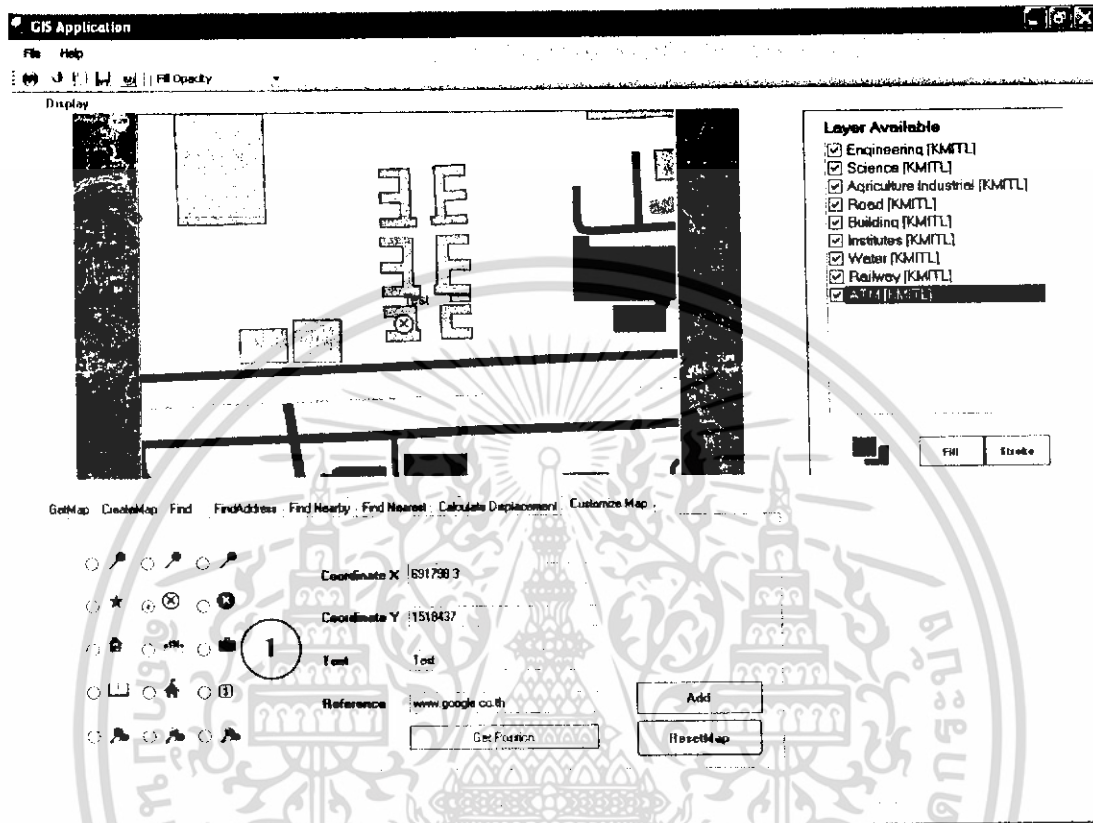 GIS Application
File Help
Fill Opacity
Display
Test
Layer Available
Engineering [KMITL]
Science [KMITL]
Agriculture Industrial [KMITL]
Road [KMITL]
Building [KMITL]
Institutes [KMITL]
Water [KMITL]
Railway [KMITL]
ATM [KMITL]
Fill Stroke
GetMap CreateMap Find FindAddress Find Nearby Find Nearest Calculate Displacement Customize Map
Coordinate X 691798.3
Coordinate Y 1518437
1
Text Test
Reference www.google.co.th
Add
Get Position
ResetMap